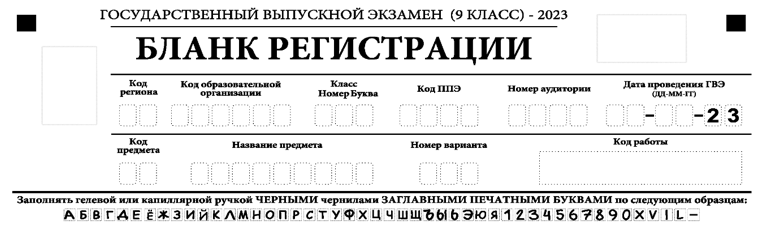 ГОСУДАРСТВЕННЫЙ ВЫПУСКНОЙ ЭКЗАМЕН (9 КЛАСС) - 2023
БЛАНК РЕГИСТРАЦИИ
Код региона
Код образовательной организации
Класс
Номер Буква
Код ППЭ
Номер аудитории
Дата проведения ГВЭ
(ДД-ММ-ГГ)
- - 2 3
Код предмета
Название предмета
Номер варианта
Код работы
Заполнять гелевой или капиллярной ручкой ЧЕРНЫМИ чернилами ЗАГЛАВНЫМИ ПЕЧАТНЫМИ БУКВАМИ по следующим образцам:
А Б В Г Д Е Ё Ж З И Й К Л М Н О П Р С Т У Ф Х Ц Ч Ш Щ Ъ Ы Ь Э Ю Я 1 2 3 4 5 6 7 8 9 0 X V I L -